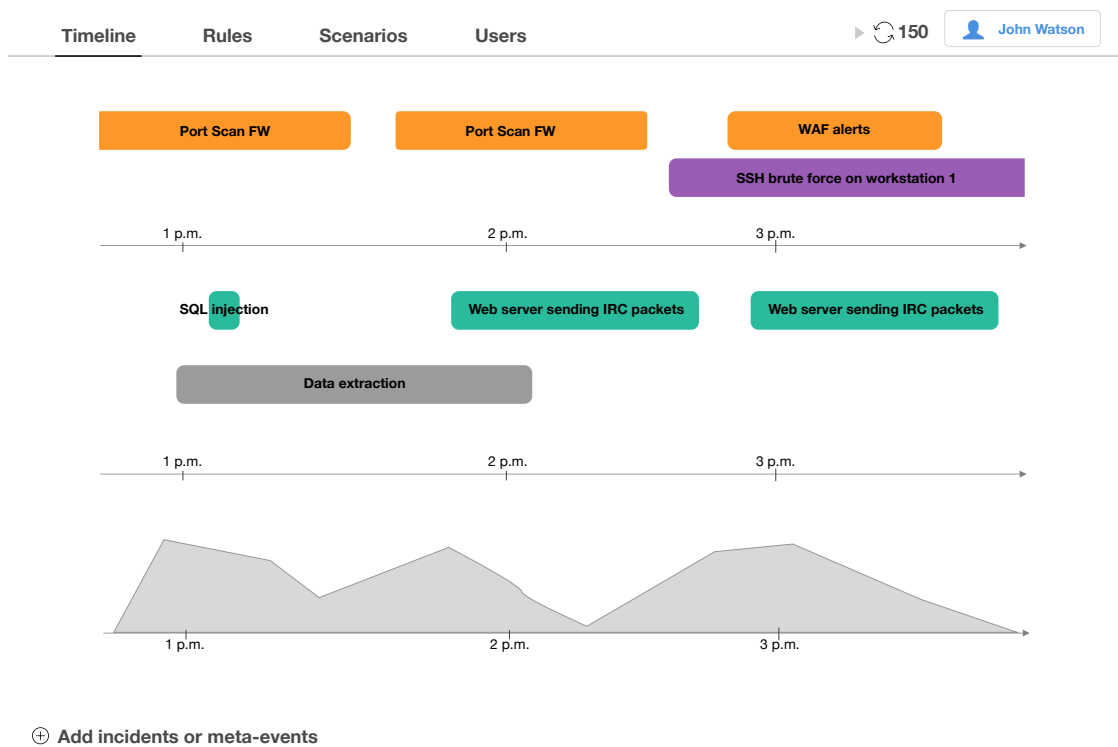 Timeline Rules Scenarios Users 150 John Watson
Port Scan FW Port Scan FW WAF alerts
SSH brute force on workstation 1
1 p.m. 2 p.m. 3 p.m.
SQL injection Web server sending IRC packets Web server sending IRC packets
Data extraction
1 p.m. 2 p.m. 3 p.m.
1 p.m. 2 p.m. 3 p.m.
Add incidents or meta-events